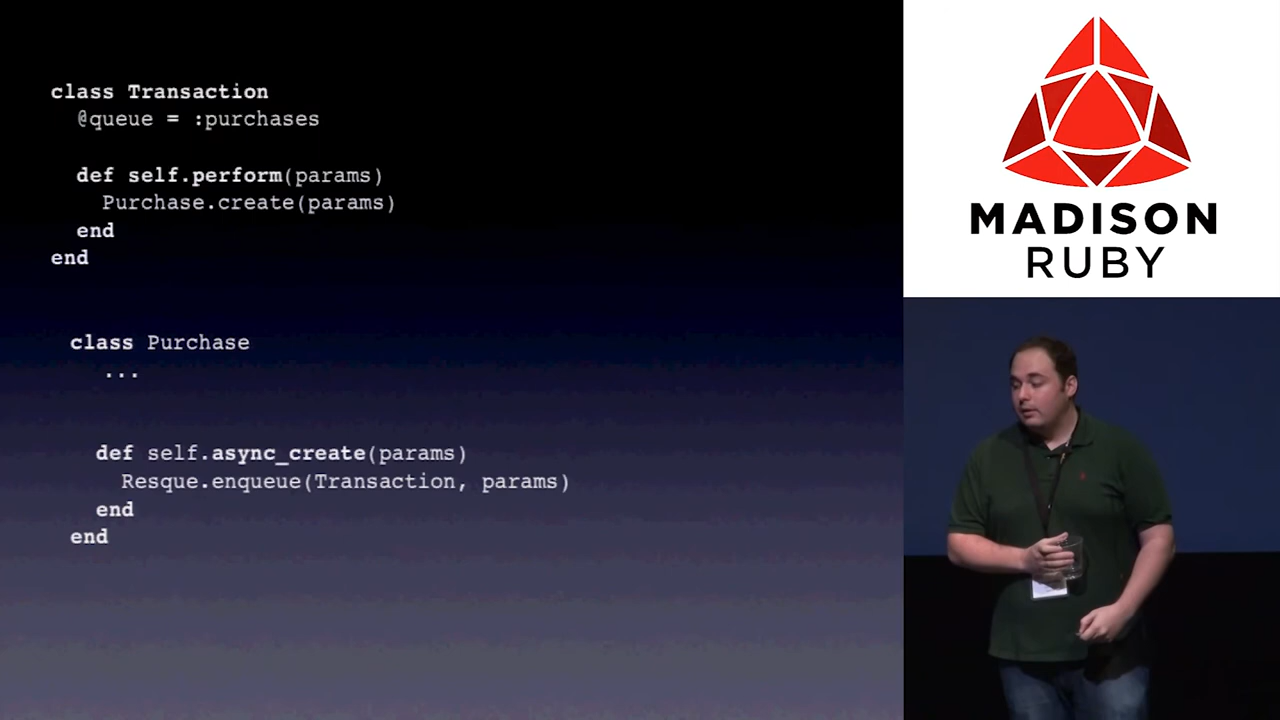 class Transaction
@queue = :purchases
def self.perform(params)
Purchase.create(params)
end
end
class Purchase
...
def self.async_create(params)
Resque.enqueue(Transaction, params)
end
end
MADISON
RUBY